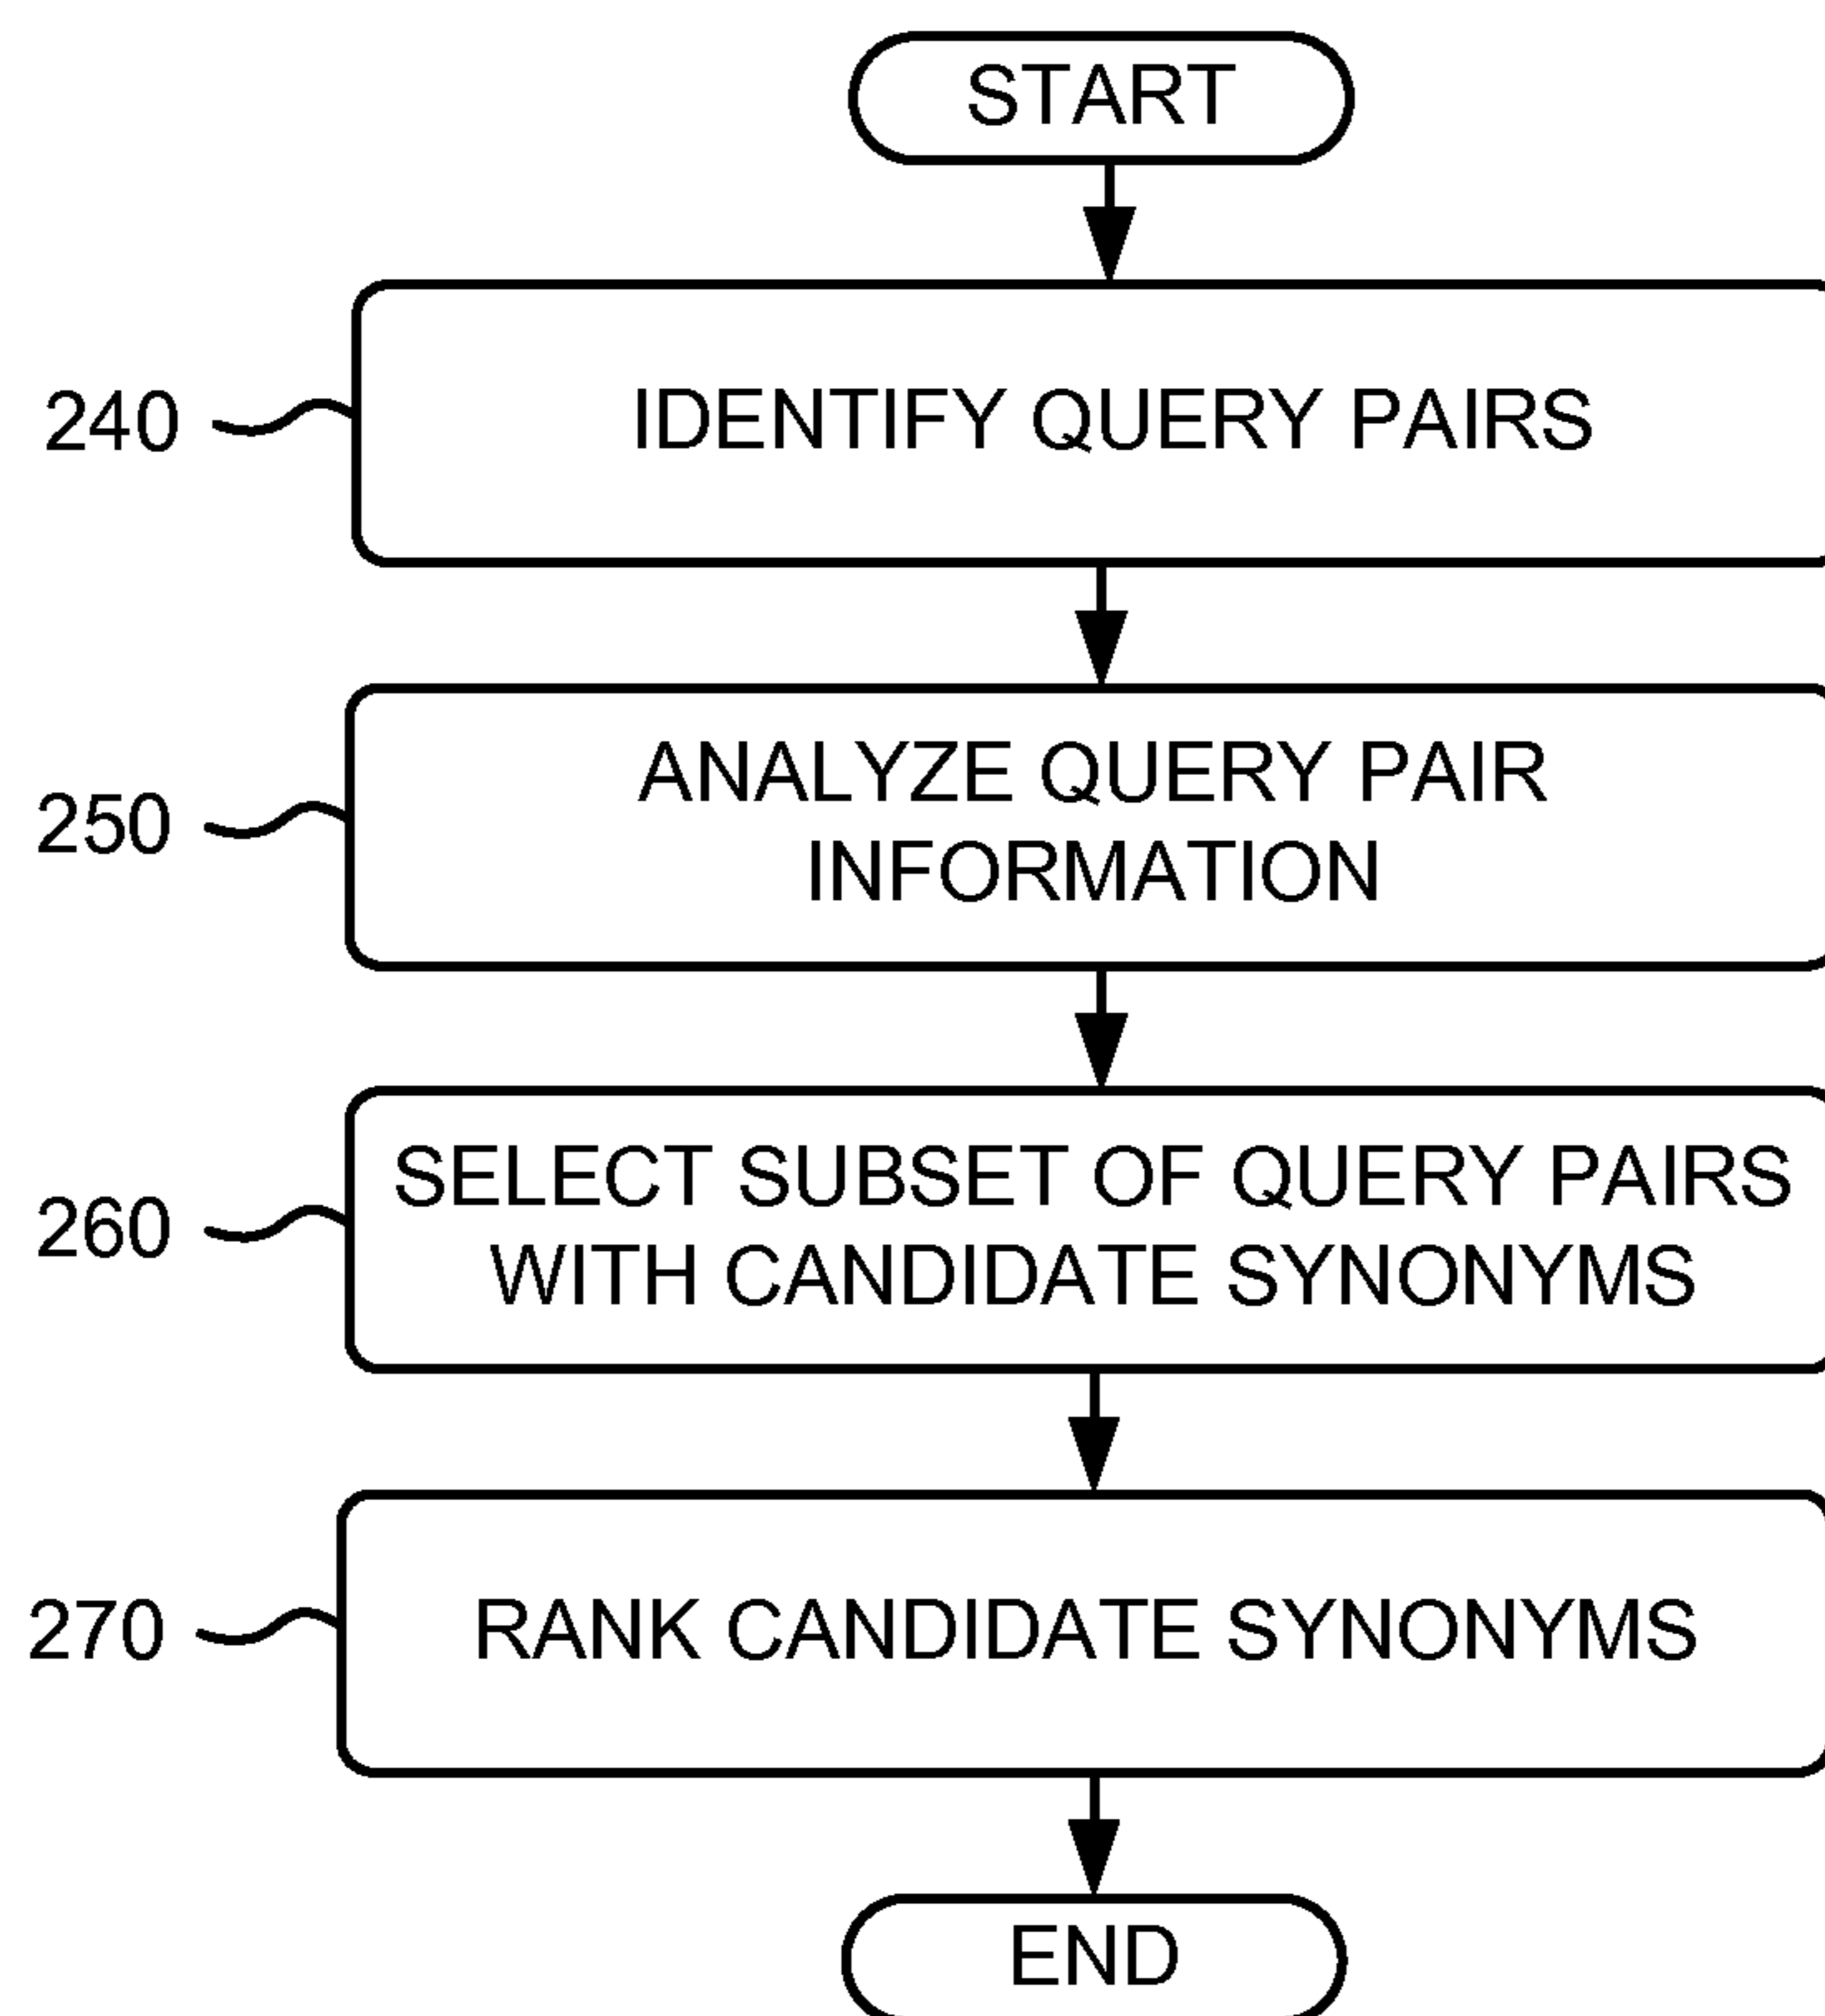 START
240
IDENTIFY QUERY PAIRS
250
ANALYZE QUERY PAIR
INFORMATION
260
SELECT SUBSET OF QUERY PAIRS
WITH CANDIDATE SYNONYMS
270
RANK CANDIDATE SYNONYMS
END